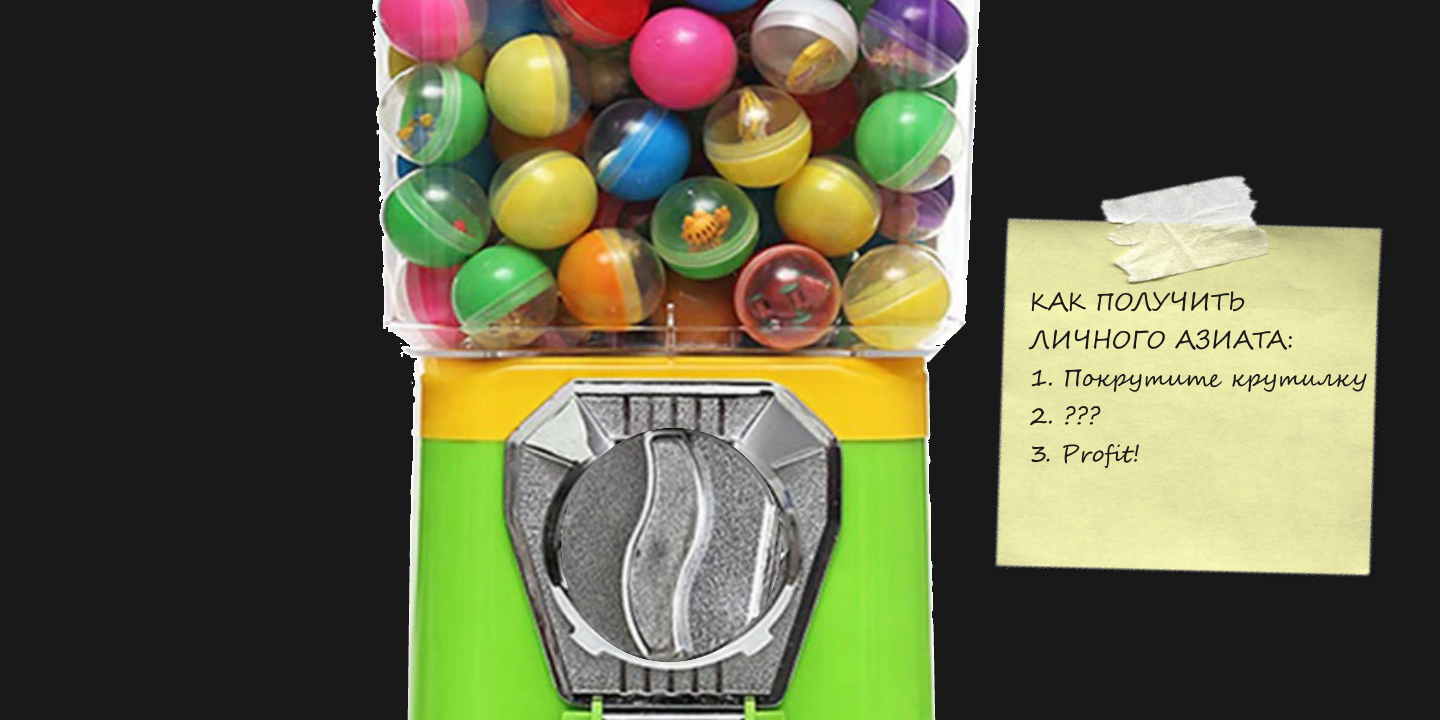 КАК ПОЛУЧИТЬ
ЛИЧНОГО АЗИАТА:
1. Покрутите крутилку
2. ???
3. Profit!